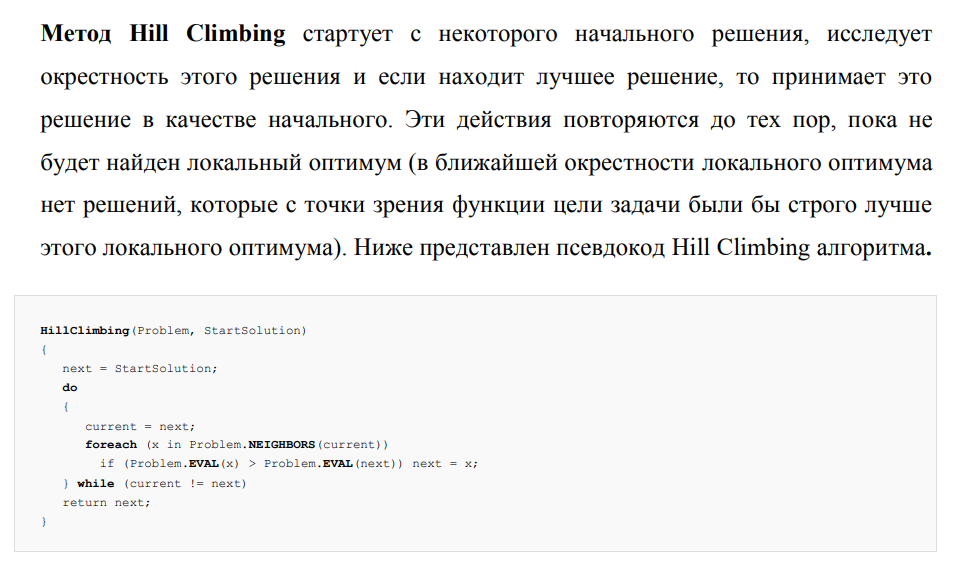 Метод Hill Climbing стартует с некоторого начального решения, исследует
окрестность этого решения и если находит лучшее решение, то принимает это
решение в качестве начального. Эти действия повторяются до тех пор, пока не
будет найден локальный оптимум (в ближайшей окрестности локального оптимума
нет решений, которые с точки зрения функции цели задачи были бы строго лучше
этого локального оптимума). Ниже представлен псевдокод Hill Climbing алгоритма.
HillClimbing(Problem, StartSolution)
{
next = StartSolution;
do
{
current = next;
foreach (x in Problem.NEIGHBORS(current))
if (Problem.EVAL(x) > Problem.EVAL(next)) next = x;
} while (current != next)
return next;
}